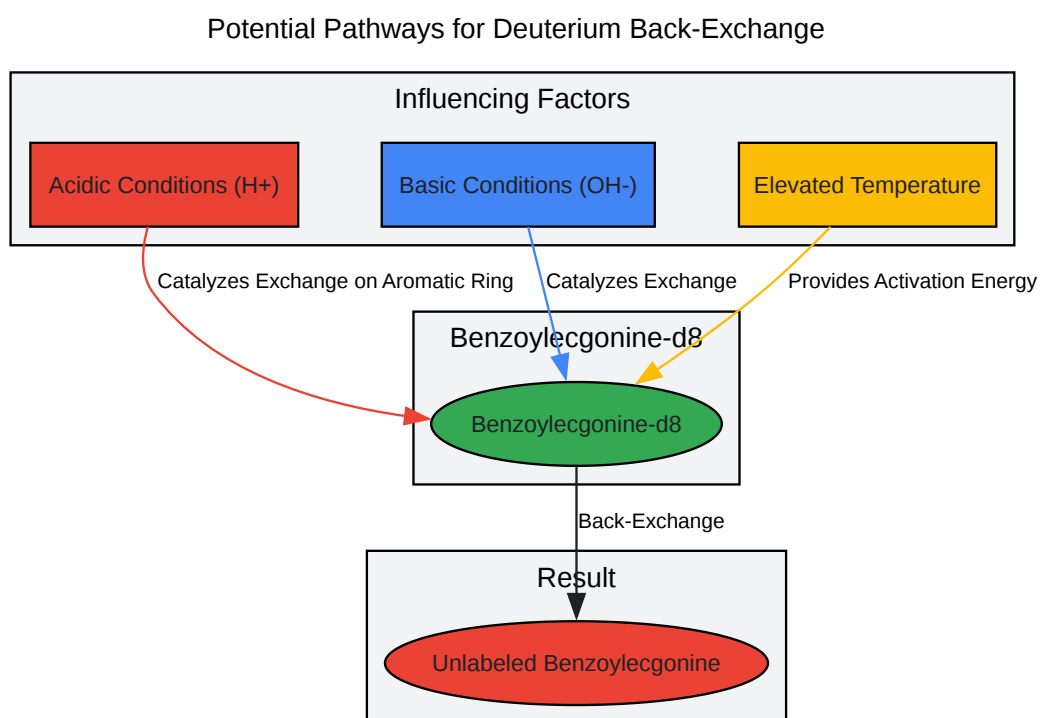 Potential Pathways for Deuterium Back-Exchange
Influencing Factors
Acidic Conditions (H+)
Basic Conditions (OH-)
Elevated Temperature
Catalyzes Exchange on Aromatic Ring
Catalyzes Exchange
Provides Activation Energy
Benzoylecgonine-d8
Benzoylecgonine-d8
Back-Exchange
Result
Unlabeled Benzoylecgonine